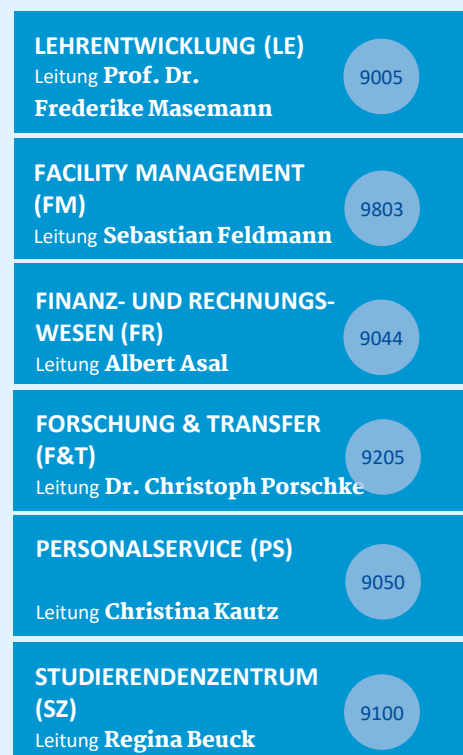 LEHRENTWICKLUNG (LE)
Leitung Prof. Dr.
Frederike Masemann
9005
FACILITY MANAGEMENT
(FM)
Leitung Sebastian Feldmann
9803
FINANZ- UND RECHNUNGS-
WESEN (FR)
Leitung Albert Asal
9044
FORSCHUNG & TRANSFER
(F&T)
Leitung Dr. Christoph Porschke
9205
PERSONALSERVICE (PS)
Leitung Christina Kautz
9050
STUDIERENDENZENTRUM
(SZ)
Leitung Regina Beuck
9100